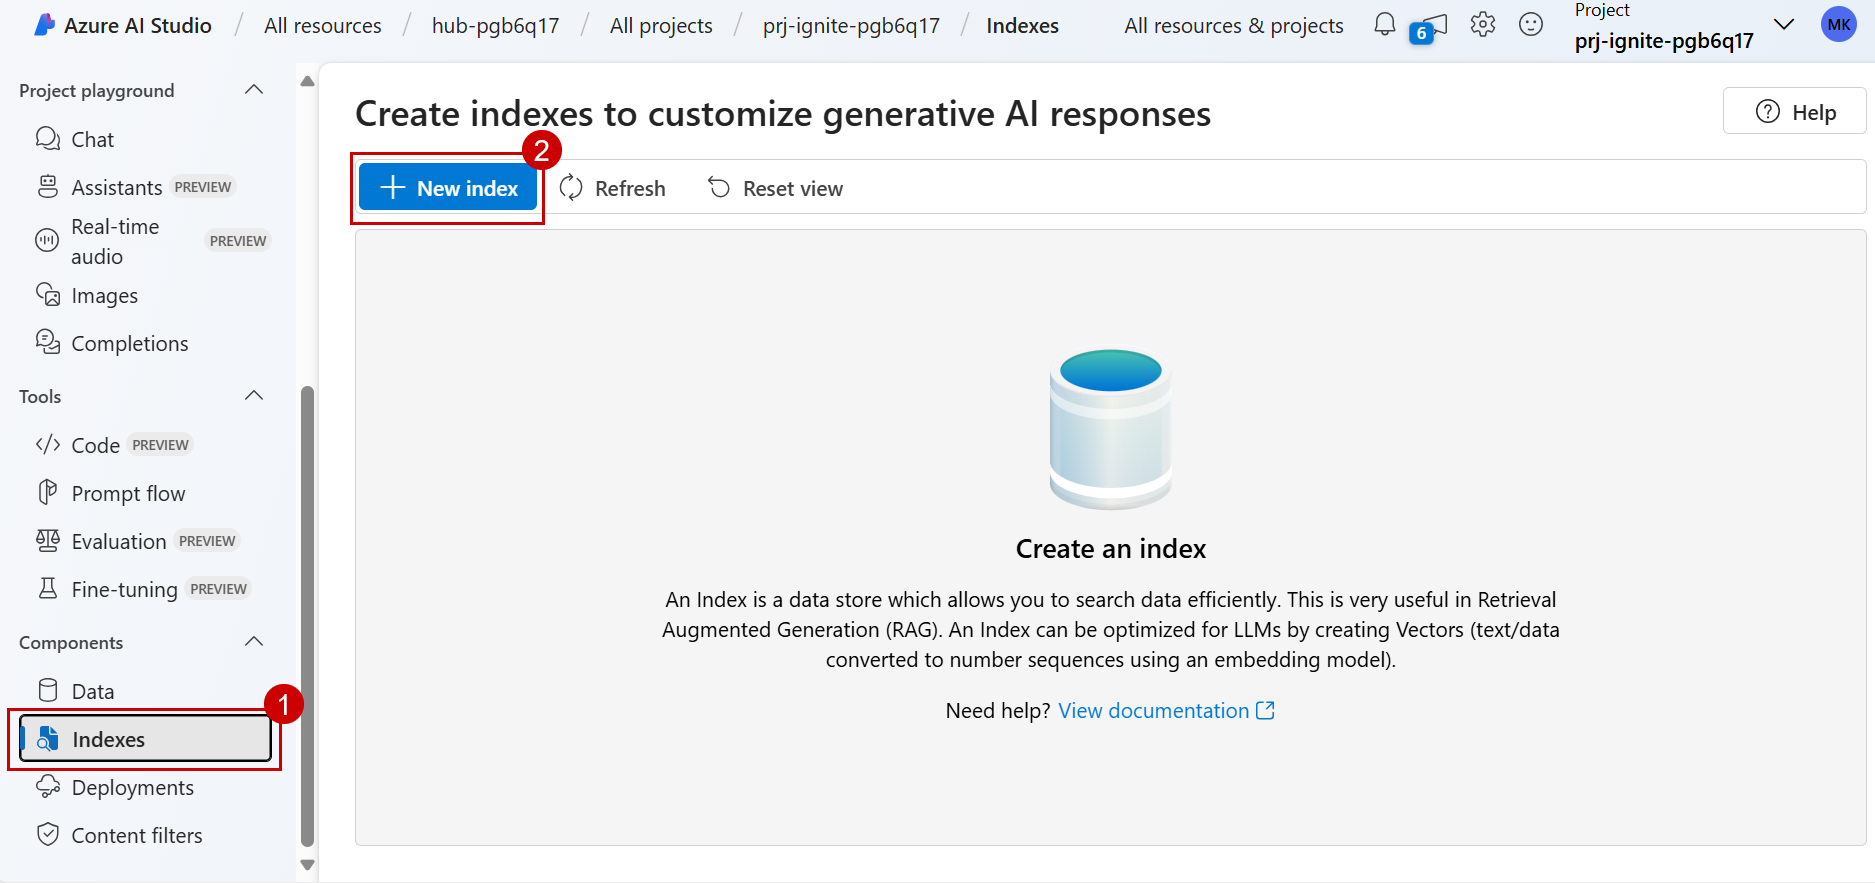 Azure AI Studio / All resources / hub-pgb6q17 / All projects / prj-ignite-pgb6q17 / Indexes
All resources & projects
6
Project
prj-ignite-pgb6q17
MK
Project playground
Chat
Assistants PREVIEW
Real-time
audio
PREVIEW
Images
Completions
Tools
Code PREVIEW
Prompt flow
Evaluation PREVIEW
Fine-tuning PREVIEW
Components
Data
1
Indexes
Deployments
Content filters
Create indexes to customize generative AI responses
Help
2
New index
Refresh
Reset view
Create an index
An Index is a data store which allows you to search data efficiently. This is very useful in Retrieval
Augmented Generation (RAG). An Index can be optimized for LLMs by creating Vectors (text/data
converted to number sequences using an embedding model).
Need help? View documentation